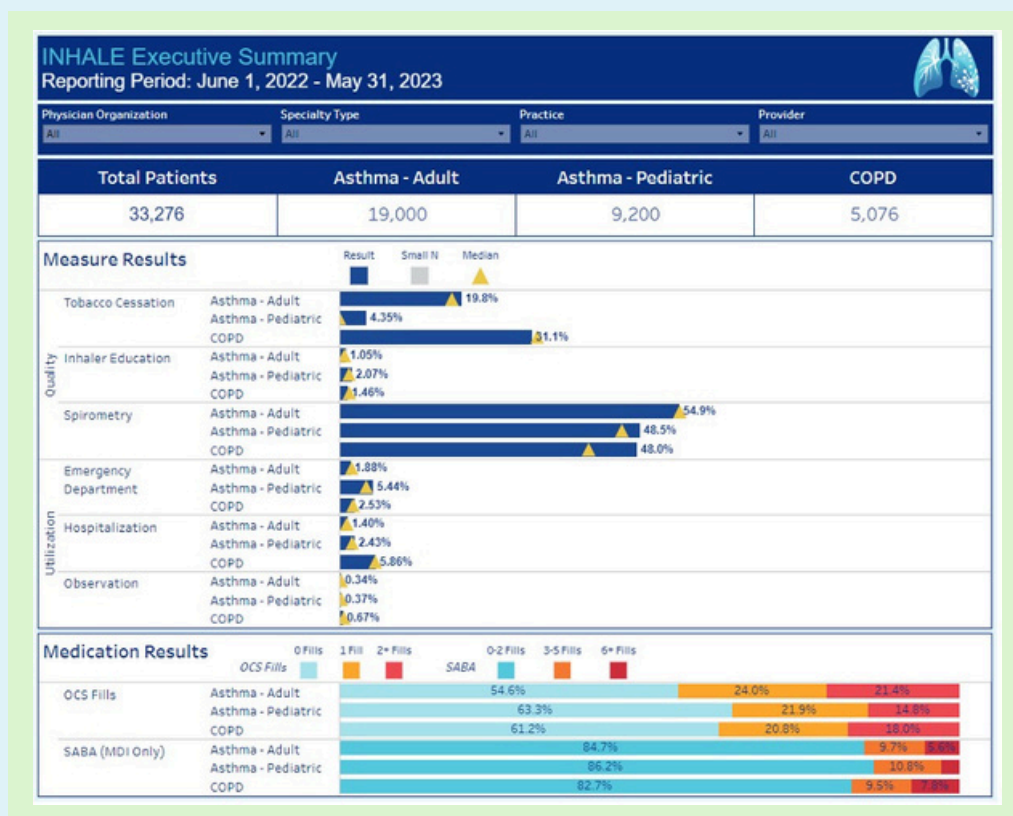 INHALE Executive Summary
Reporting Period: June 1, 2022 - May 31, 2023
Physician Organization Specialty Type Practice Provider
All All All All
Total Patients Asthma - Adult Asthma - Pediatric COPD
33,276 19,000 9,200 5,076
Measure Results Result Small N Median
Quality
Tobacco Cessation Asthma - Adult 19.8%
Asthma - Pediatric 4.35%
COPD 31.1%
Inhaler Education Asthma - Adult 1.05%
Asthma - Pediatric 2.07%
COPD 1.46%
Spirometry Asthma - Adult 54.9%
Asthma - Pediatric 48.5%
COPD 48.0%
Utilization
Emergency Asthma - Adult 1.88%
Department Asthma - Pediatric 5.44%
COPD 2.53%
Hospitalization Asthma - Adult 1.40%
Asthma - Pediatric 2.43%
COPD 5.86%
Observation Asthma - Adult 0.34%
Asthma - Pediatric 0.37%
COPD 0.67%
Medication Results 0 Fills 1 Fill 2+ Fills 0-2 Fills 3-5 Fills 6+ Fills
OCS Fills SABA
OCS Fills Asthma - Adult 54.6% 24.0% 21.4%
Asthma - Pediatric 63.3% 21.9% 14.8%
COPD 61.2% 20.8% 18.0%
SABA (MDI Only) Asthma - Adult 84.7% 9.7% 5.6%
Asthma - Pediatric 86.2% 10.8%
COPD 82.7% 9.5% 7.8%